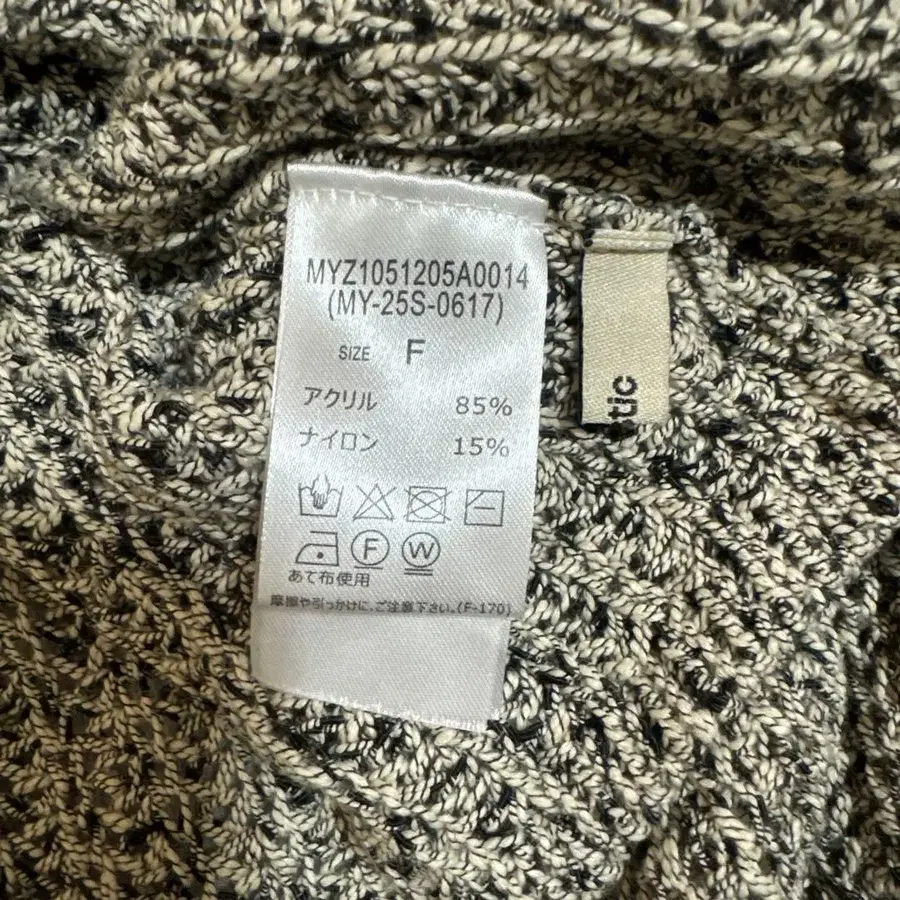 MYZ1051205A0014
(MY-25S-0617)
SIZE F
アクリル 85%
ナイロン 15%
F W
あて布使用
摩擦や引っかけに、ご注意下さい。(F-170)
tic